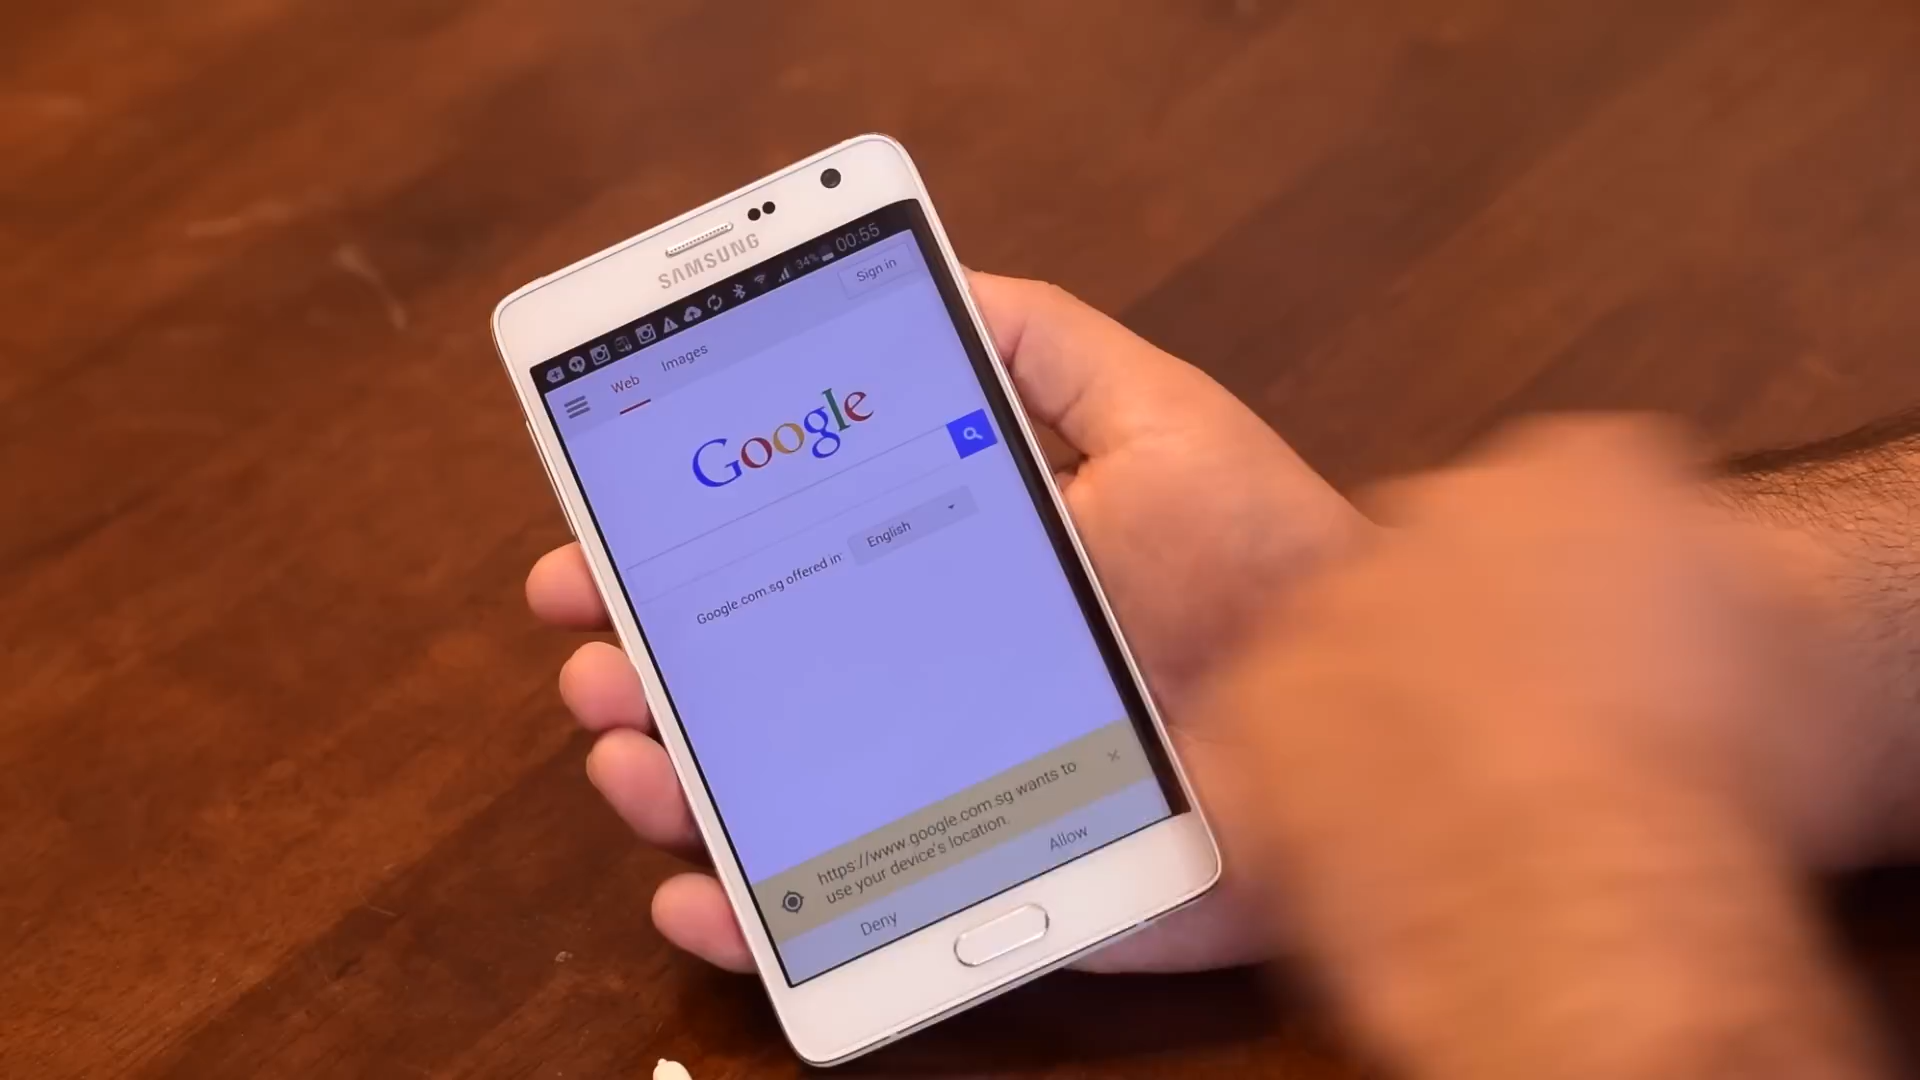 SAMSUNG
34% 00:55
Sign in
Web Images
Google
Google.com.sg offered in: English
https://www.google.com.sg wants to
use your device's location.
Deny Allow